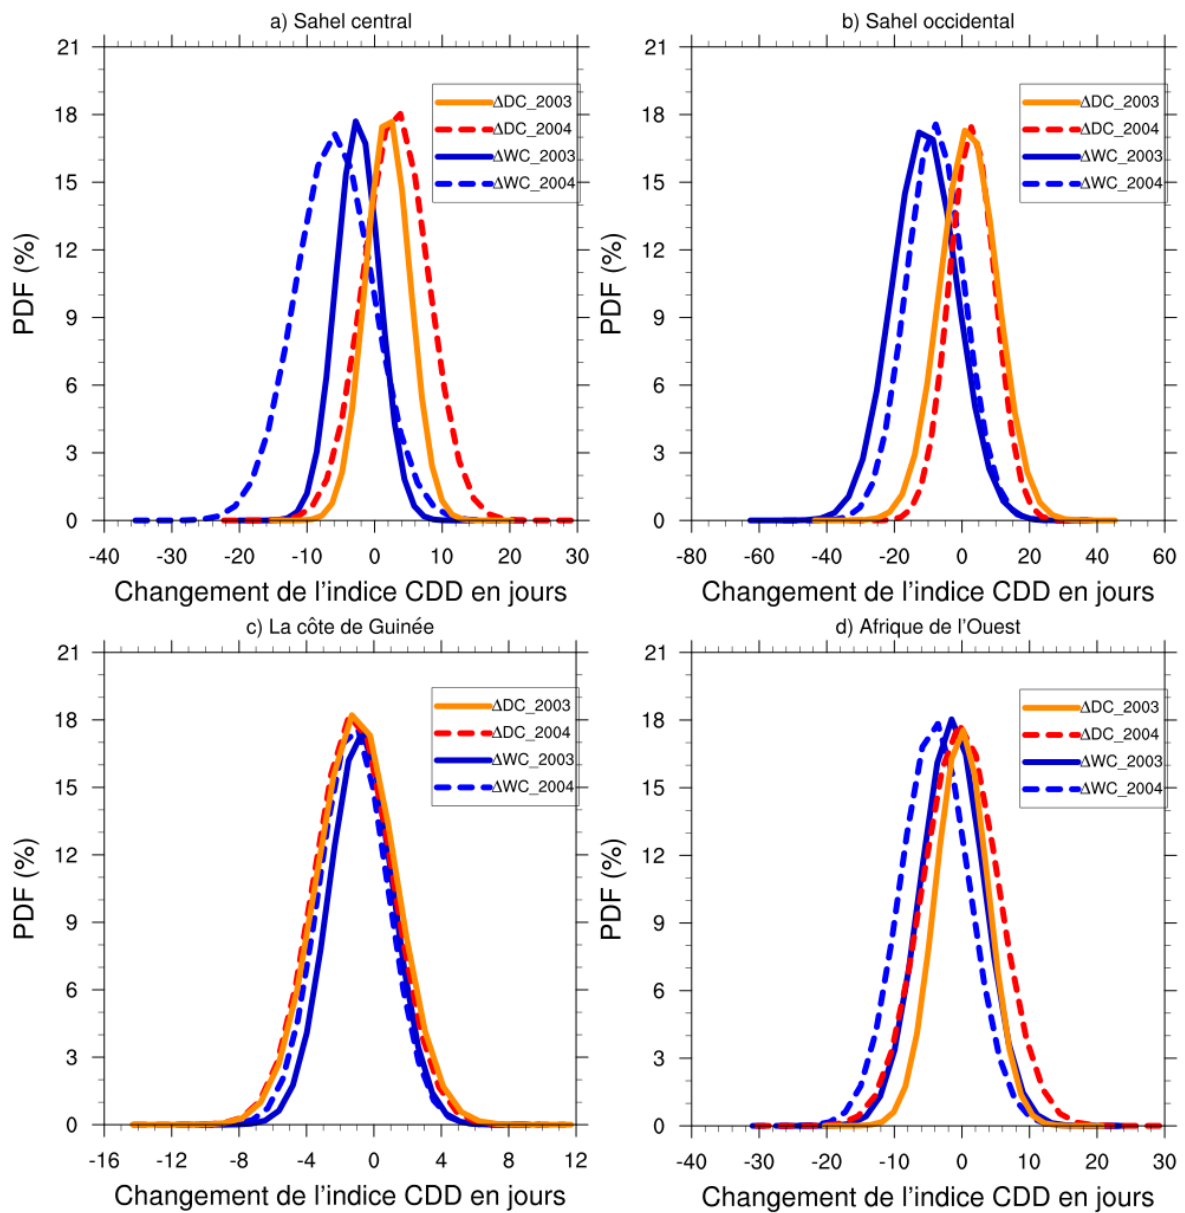 a) Sahel central
21
18
15
12
9
6
3
0
PDF (%)
ΔDC_2003
ΔDC_2004
ΔWC_2003
ΔWC_2004
-40 -30 -20 -10 0 10 20 30
Changement de l'indice CDD en jours
b) Sahel occidental
21
18
15
12
9
6
3
0
PDF (%)
ΔDC_2003
ΔDC_2004
ΔWC_2003
ΔWC_2004
-80 -60 -40 -20 0 20 40 60
Changement de l'indice CDD en jours
c) La côte de Guinée
21
18
15
12
9
6
3
0
PDF (%)
ΔDC_2003
ΔDC_2004
ΔWC_2003
ΔWC_2004
-16 -12 -8 -4 0 4 8 12
Changement de l'indice CDD en jours
d) Afrique de l'Ouest
21
18
15
12
9
6
3
0
PDF (%)
ΔDC_2003
ΔDC_2004
ΔWC_2003
ΔWC_2004
-40 -30 -20 -10 0 10 20 30
Changement de l'indice CDD en jours